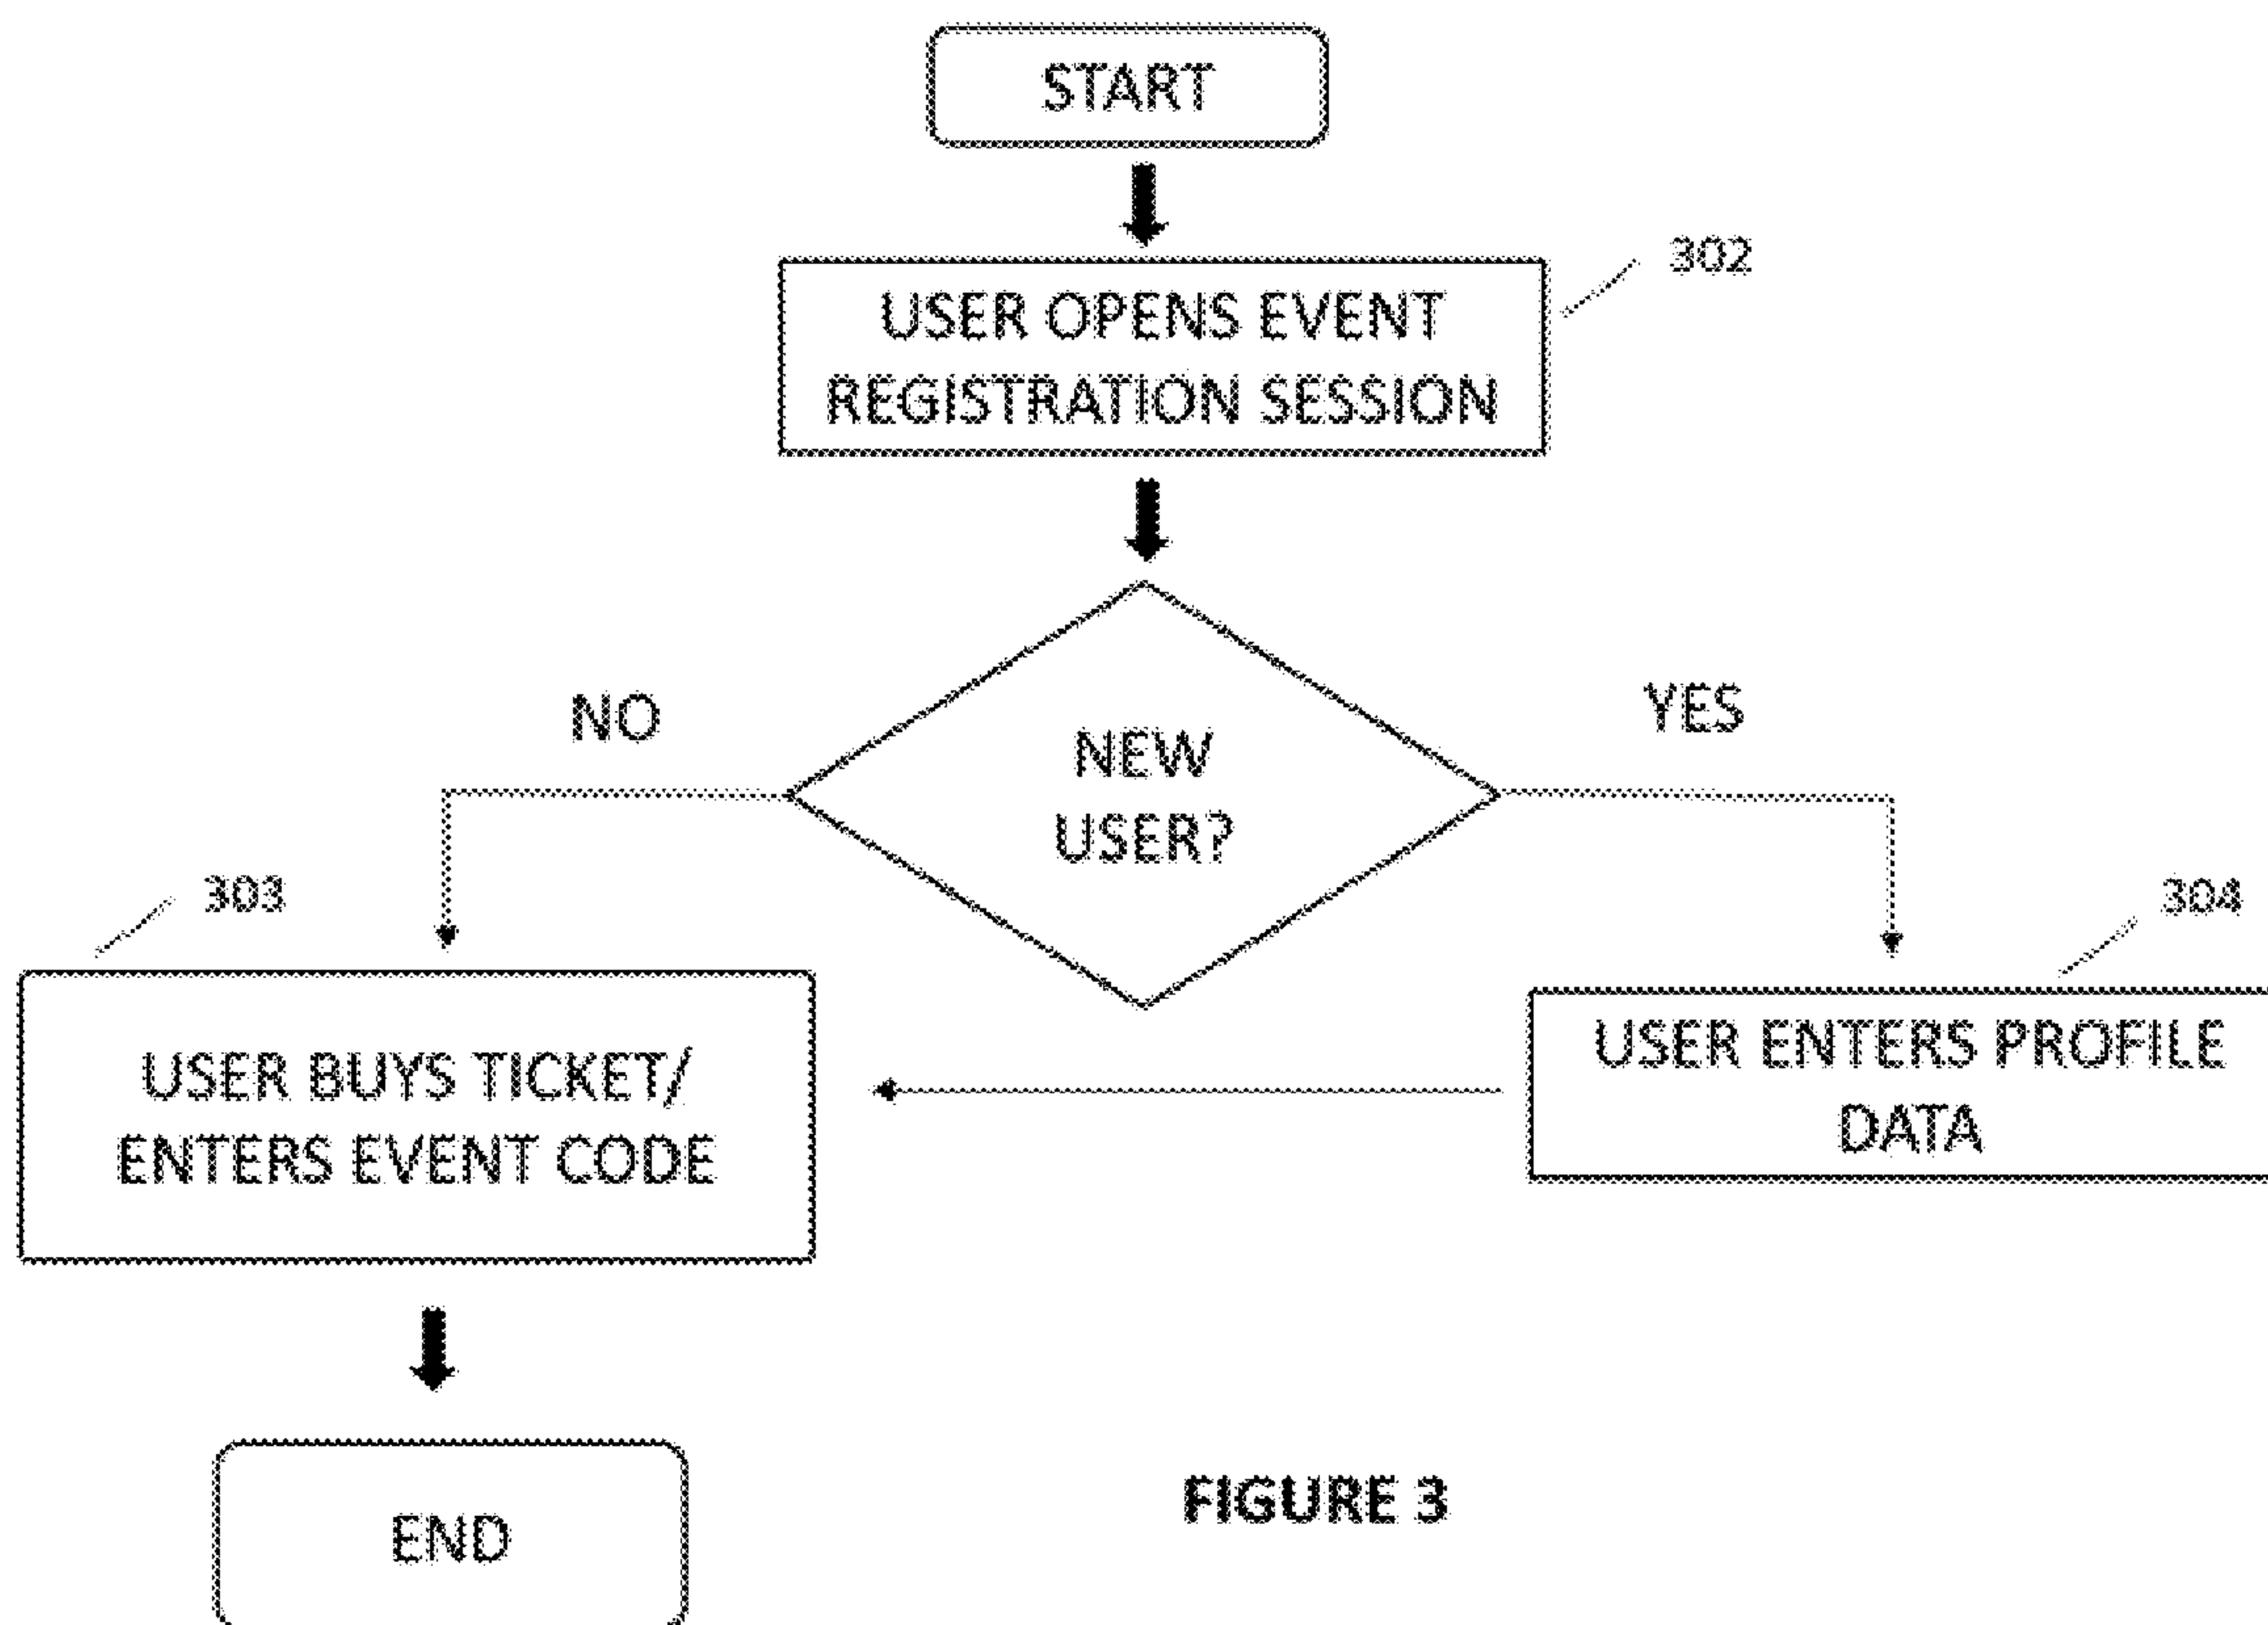 START
302
USER OPENS EVENT
REGISTRATION SESSION
NO
YES
NEW
USER?
303
304
USER BUYS TICKET/
ENTERS EVENT CODE
USER ENTERS PROFILE
DATA
END
FIGURE 3